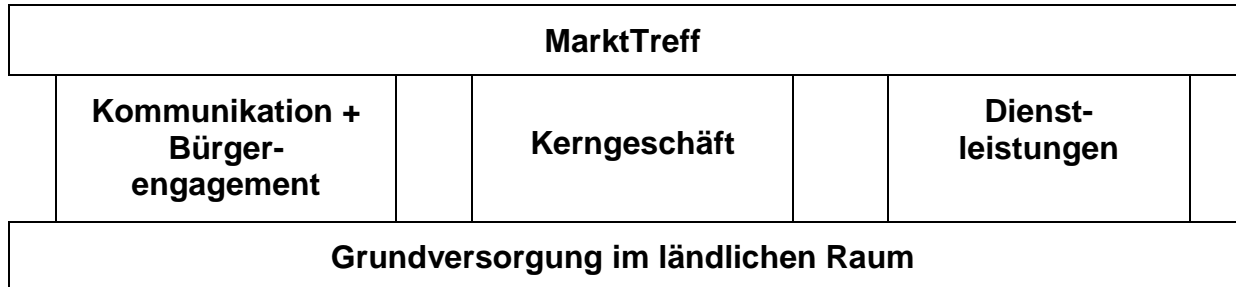 MarktTreff
Kommunikation +
Bürger-
engagement
Kerngeschäft
Dienst-
leistungen
Grundversorgung im ländlichen Raum